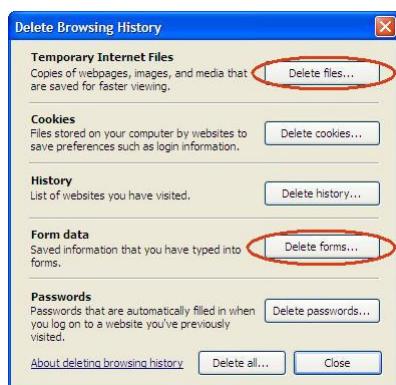 Delete Browsing History
Temporary Internet Files
Copies of webpages, images, and media that
are saved for faster viewing.
Delete files...
Cookies
Files stored on your computer by websites to
save preferences such as login information.
Delete cookies...
History
List of websites you have visited.
Delete history...
Form data
Saved information that you have typed into
forms.
Delete forms...
Passwords
Passwords that are automatically filled in when
you log on to a website you've previously
visited.
Delete passwords...
About deleting browsing history
Delete all...
Close